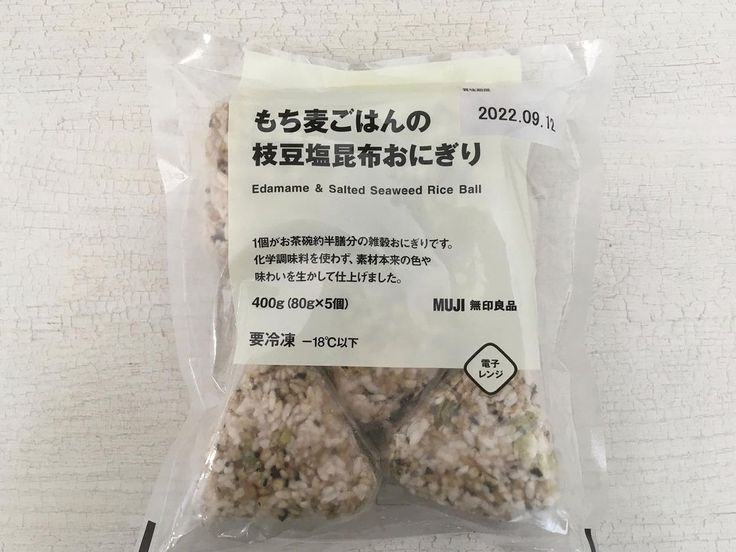 賞味期限
2022.09.12
もち麦ごはんの
枝豆塩昆布おにぎり
Edamame & Salted Seaweed Rice Ball
1個がお茶碗約半膳分の雑穀おにぎりです。
化学調味料を使わず、素材本来の色や
味わいを生かして仕上げました。
400g(80g×5個)
MUJI 無印良品
要冷凍 −18℃以下
電子
レンジ